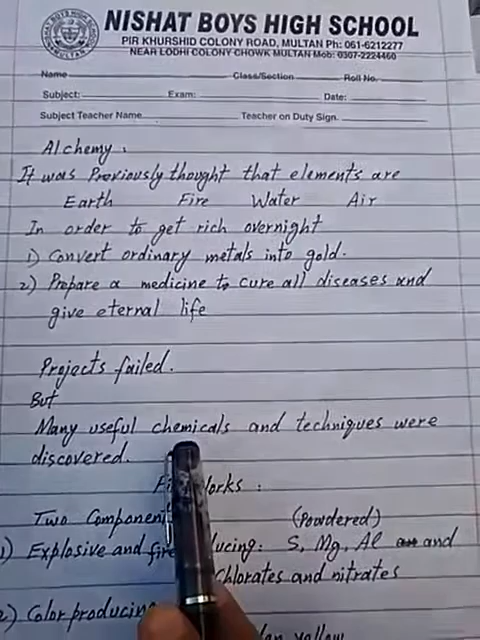 NISHAT BOYS HIGH SCHOOL
PIR KHURSHID COLONY ROAD, MULTAN Ph: 061-6212277
NEAR LODHI COLONY CHOWK MULTAN Mob: 0307-2224460
Name Class/Section Roll No.
Subject: Exam: Date:
Subject Teacher Name Teacher on Duty Sign.
Alchemy:
It was Previously thought that elements are
Earth Fire Water Air
In order to get rich overnight
1) Convert ordinary metals into gold.
2) Prepare a medicine to cure all diseases and
give eternal life
Projects failed.
But
Many useful chemicals and techniques were
discovered.
works :
Two Component (Powdered)
1) Explosive and fire ducing: S, Mg, Al and
Chlorates and nitrates
2) Color producing
yellow